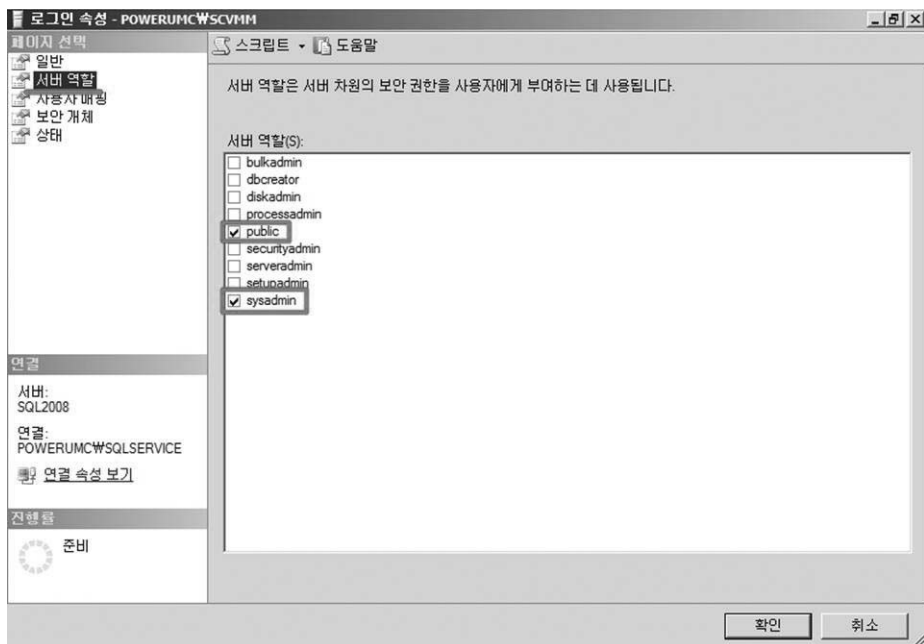 로그인 속성 - POWERUMC₩SCVMM
페이지 선택
일반
서버 역할
사용자 매핑
보안 개체
상태
스크립트 도움말
서버 역할은 서버 차원의 보안 권한을 사용자에게 부여하는 데 사용됩니다.
서버 역할(S):
bulkadmin
dbcreator
diskadmin
processadmin
public
securityadmin
serveradmin
setupadmin
sysadmin
연결
서버:
SQL2008
연결:
POWERUMC₩SQLSERVICE
연결 속성 보기
진행률
준비
확인 취소